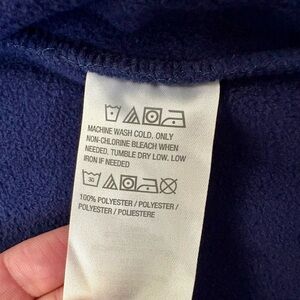 MACHINE WASH COLD. ONLY
NON-CHLORINE BLEACH WHEN
NEEDED. TUMBLE DRY LOW. LOW
IRON IF NEEDED
30
100% POLYESTER / POLYESTER /
POLYESTER / POLIESTERE